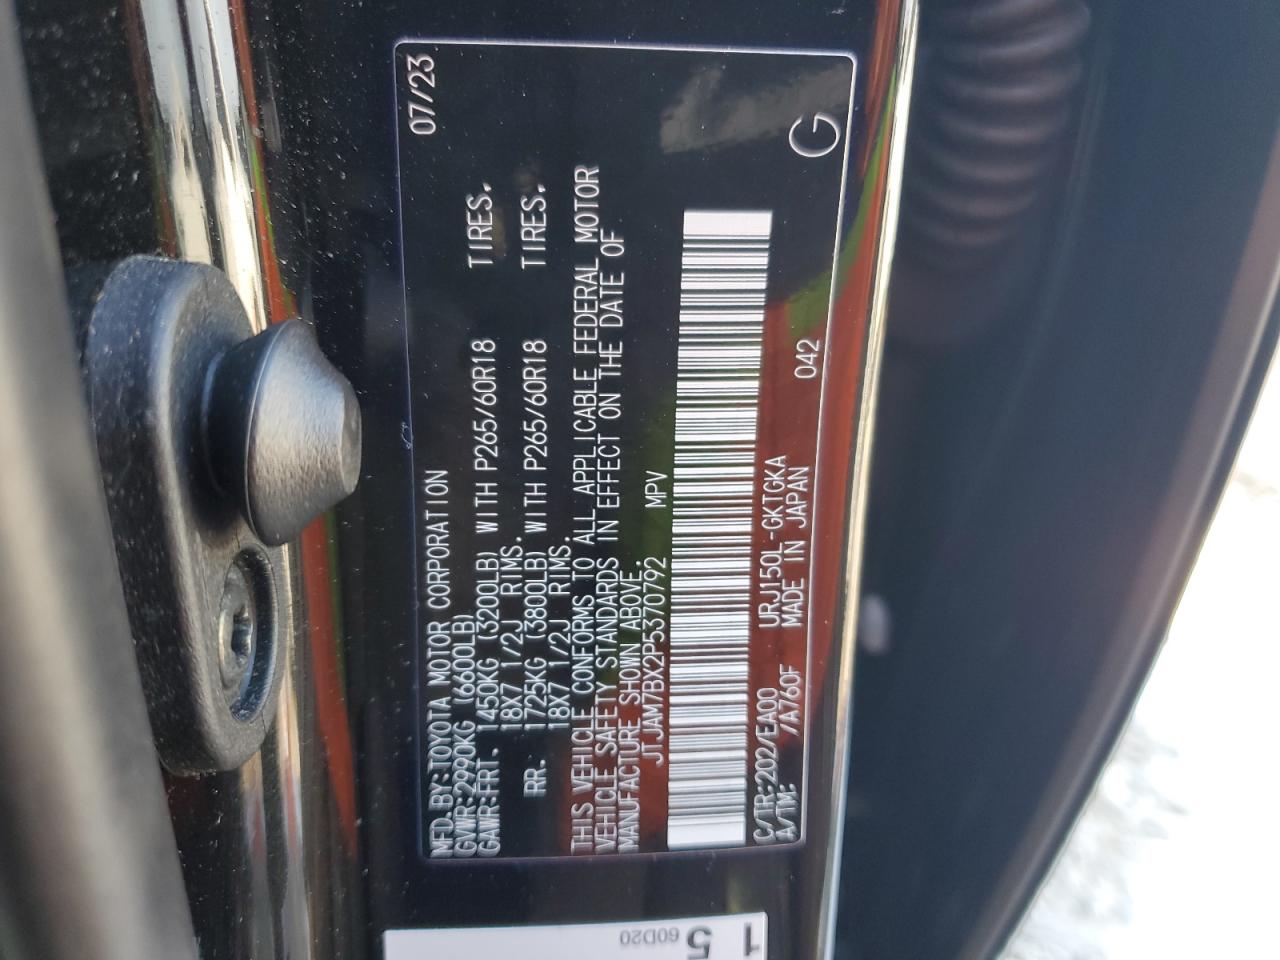 MFD.BY:TOYOTA MOTOR CORPORATION 07/23
GVWR:2990KG (6600LB)
GAWR:FRT. 1450KG (3200LB) WITH P265/60R18 TIRES.
18X7 1/2J RIMS.
RR. 1725KG (3800LB) WITH P265/60R18 TIRES.
18X7 1/2J RIMS.
THIS VEHICLE CONFORMS TO ALL APPLICABLE FEDERAL MOTOR
VEHICLE SAFETY STANDARDS IN EFFECT ON THE DATE OF
MANUFACTURE SHOWN ABOVE.
JTJAM7BX2P5370792 MPV
C/TR:202/EA00 URJ150L-GKTGKA 042 G
A/TM: /A760F MADE IN JAPAN
15
60D20